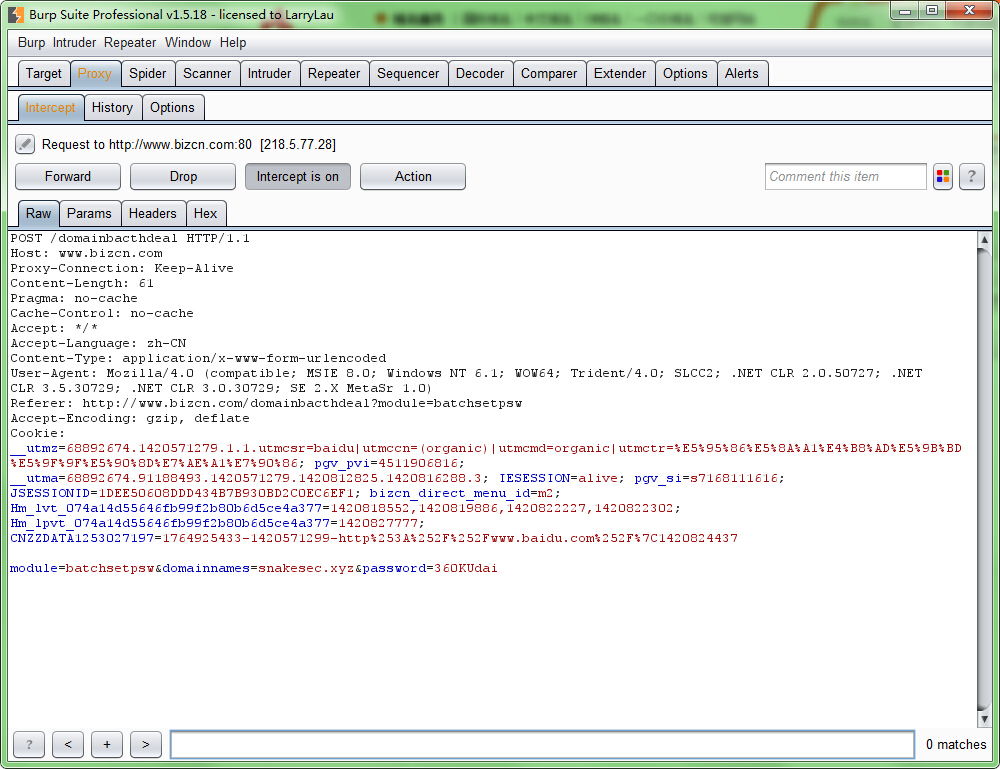 Burp Suite Professional v1.5.18 - licensed to LarryLau
Burp Intruder Repeater Window Help
Target Proxy Spider Scanner Intruder Repeater Sequencer Decoder Comparer Extender Options Alerts
Intercept History Options
Request to http://www.bizcn.com:80 [218.5.77.28]
Forward Drop Intercept is on Action Comment this item ?
Raw Params Headers Hex
POST /domainbacthdeal HTTP/1.1
Host: www.bizcn.com
Proxy-Connection: Keep-Alive
Content-Length: 61
Pragma: no-cache
Cache-Control: no-cache
Accept: */*
Accept-Language: zh-CN
Content-Type: application/x-www-form-urlencoded
User-Agent: Mozilla/4.0 (compatible; MSIE 8.0; Windows NT 6.1; WOW64; Trident/4.0; SLCC2; .NET CLR 2.0.50727; .NET
CLR 3.5.30729; .NET CLR 3.0.30729; SE 2.X MetaSr 1.0)
Referer: http://www.bizcn.com/domainbacthdeal?module=batchsetpsw
Accept-Encoding: gzip, deflate
Cookie:
__utmz=68892674.1420571279.1.1.utmcsr=baidu|utmccn=(organic)|utmcmd=organic|utmctr=%E5%95%86%E5%8A%A1%E4%B8%AD%E5%9B%BD
%E5%9F%9F%E5%90%8D%E7%AE%A1%E7%90%86; pgv_pvi=4511906816;
__utma=68892674.91188493.1420571279.1420812825.1420816288.3; IESESSION=alive; pgv_si=s7168111616;
JSESSIONID=1DEE50608DDD434B7B930BD2C0EC6EF1; bizcn_direct_menu_id=m2;
Hm_lvt_074a14d55646fb99f2b80b6d5ce4a377=1420818552,1420819886,1420822227,1420822302;
Hm_lpvt_074a14d55646fb99f2b80b6d5ce4a377=1420827777;
CNZZDATA1253027197=1764925433-1420571299-http%253A%252F%252Fwww.baidu.com%252F%7C1420824437
module=batchsetpsw&domainnames=snakesec.xyz&password=360KUdai
? < + > 0 matches